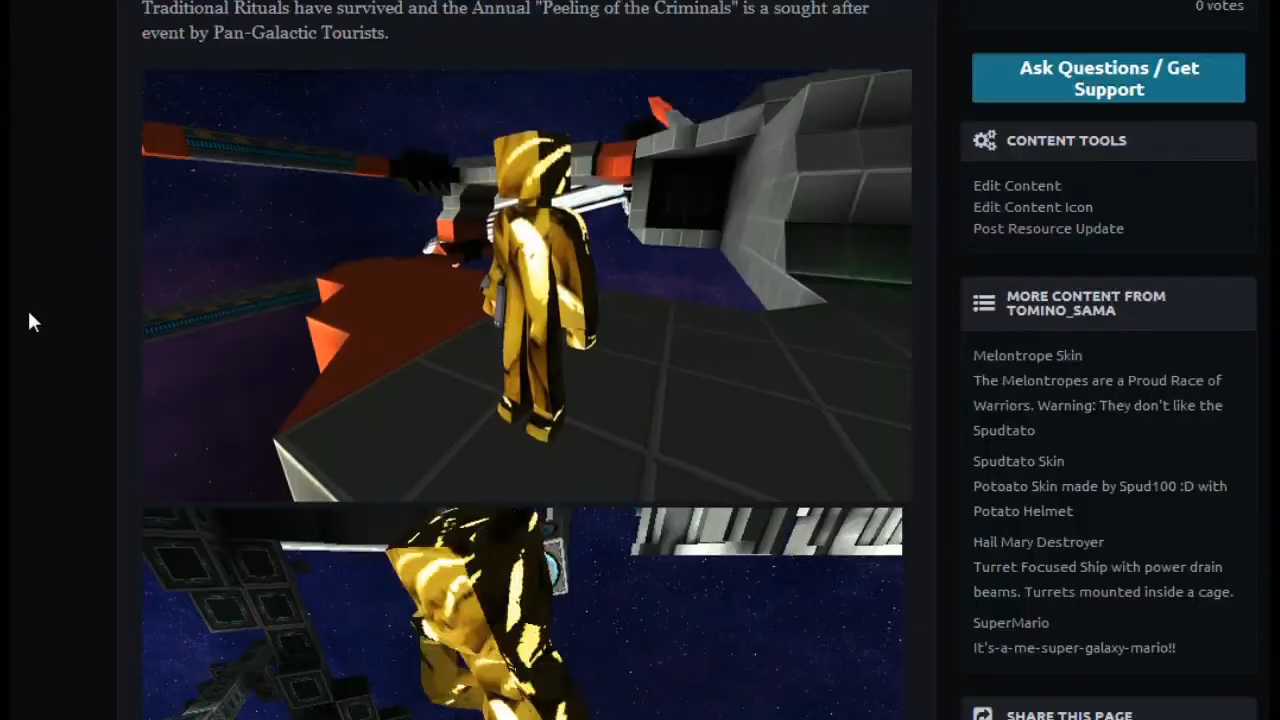 Traditional Rituals have survived and the Annual "Peeling of the Criminals" is a sought after
event by Pan-Galactic Tourists.
0 votes
Ask Questions / Get
Support
CONTENT TOOLS
Edit Content
Edit Content Icon
Post Resource Update
MORE CONTENT FROM
TOMINO_SAMA
Melontrope Skin
The Melontropes are a Proud Race of
Warriors. Warning: They don't like the
Spudtato
Spudtato Skin
Potoato Skin made by Spud100 :D with
Potato Helmet
Hail Mary Destroyer
Turret Focused Ship with power drain
beams. Turrets mounted inside a cage.
SuperMario
It's-a-me-super-galaxy-mario!!
SHARE THIS PAGE